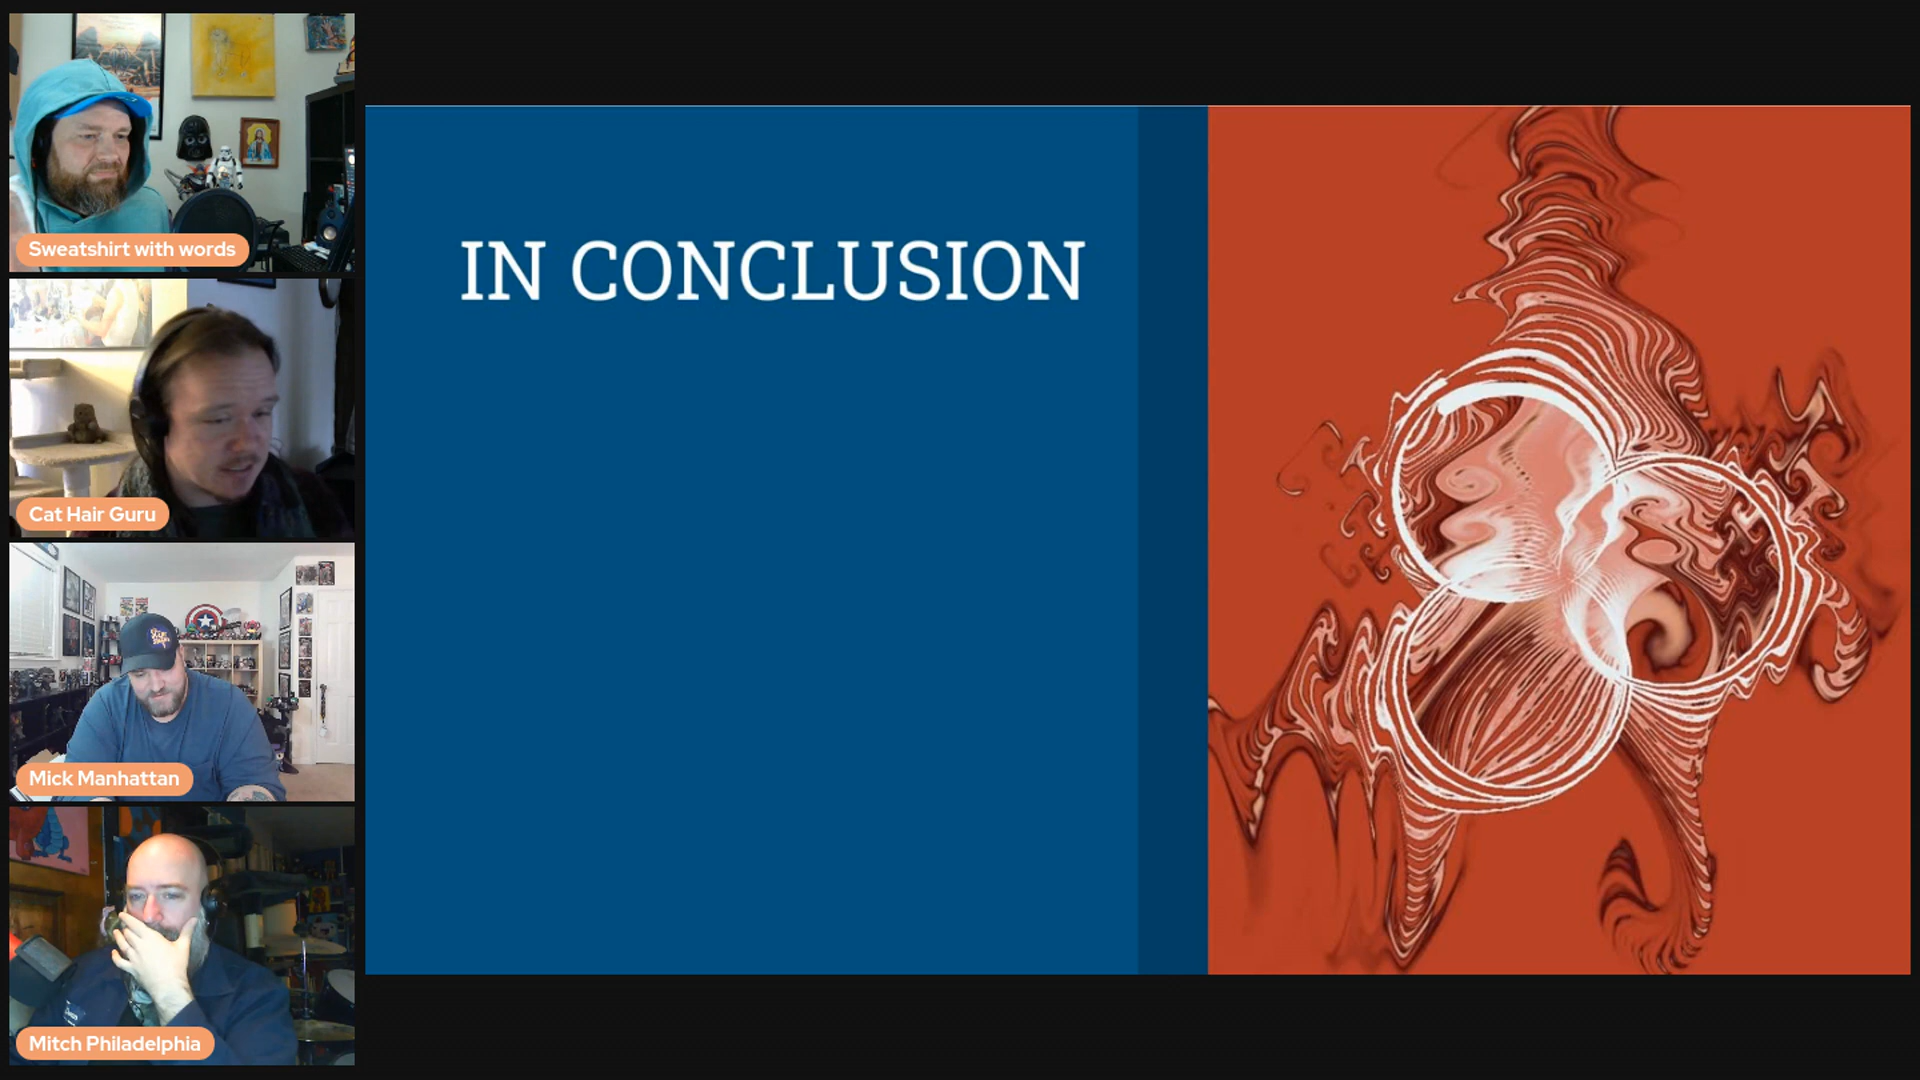 Sweatshirt with words
Cat Hair Guru
Mick Manhattan
Mitch Philadelphia
IN CONCLUSION